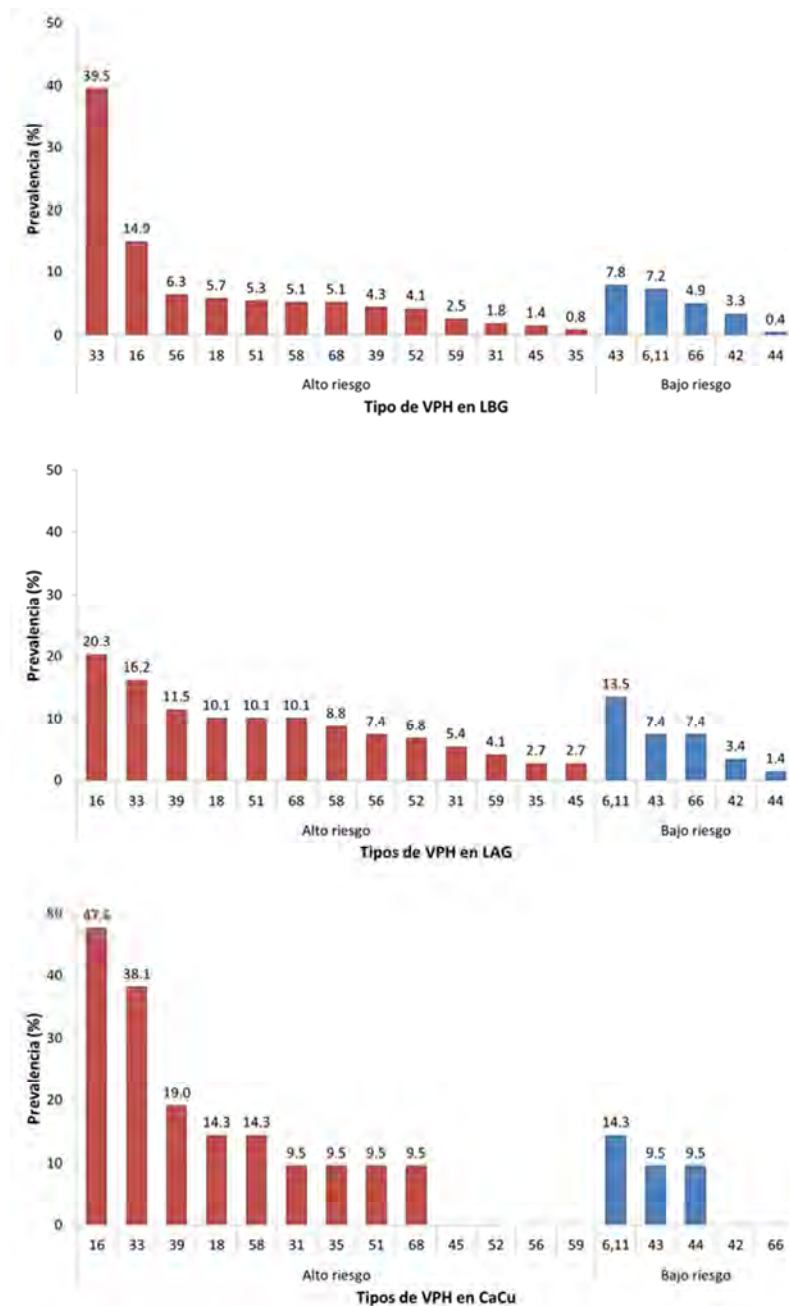 50
39.5
40
30
20
14.9
10
6.3 5.7 5.3 5.1 5.1 4.3 4.1 2.5 1.8 1.4 0.8 7.8 7.2 4.9 3.3 0.4
0
Prevalencia (%)
33 16 56 18 51 58 68 39 52 59 31 45 35 43 6,11 66 42 44
Alto riesgo Bajo riesgo
Tipo de VPH en LBG
50
40
30
20
10
0
Prevalencia (%)
20.3 16.2 11.5 10.1 10.1 10.1 8.8 7.4 6.8 5.4 4.1 2.7 2.7 13.5 7.4 7.4 3.4 1.4
16 33 39 18 51 68 58 56 52 31 59 35 45 6,11 43 66 42 44
Alto riesgo Bajo riesgo
Tipos de VPH en LAG
47.6
40
30
20
10
0
Prevalencia (%)
38.1 19.0 14.3 14.3 9.5 9.5 9.5 9.5 14.3 9.5 9.5
16 33 39 18 58 31 35 51 68 45 52 56 59 6,11 43 44 42 66
Alto riesgo Bajo riesgo
Tipos de VPH en CaCu